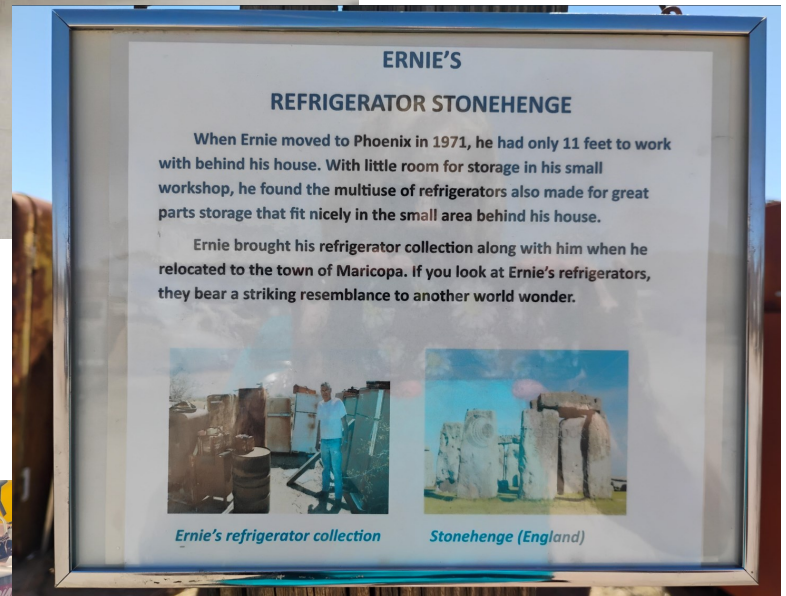 ERNIE'S
REFRIGERATOR STONEHENGE
When Ernie moved to Phoenix in 1971, he had only 11 feet to work
with behind his house. With little room for storage in his small
workshop, he found the multiuse of refrigerators also made for great
parts storage that fit nicely in the small area behind his house.
Ernie brought his refrigerator collection along with him when he
relocated to the town of Maricopa. If you look at Ernie's refrigerators,
they bear a striking resemblance to another world wonder.
Ernie's refrigerator collection
Stonehenge (England)